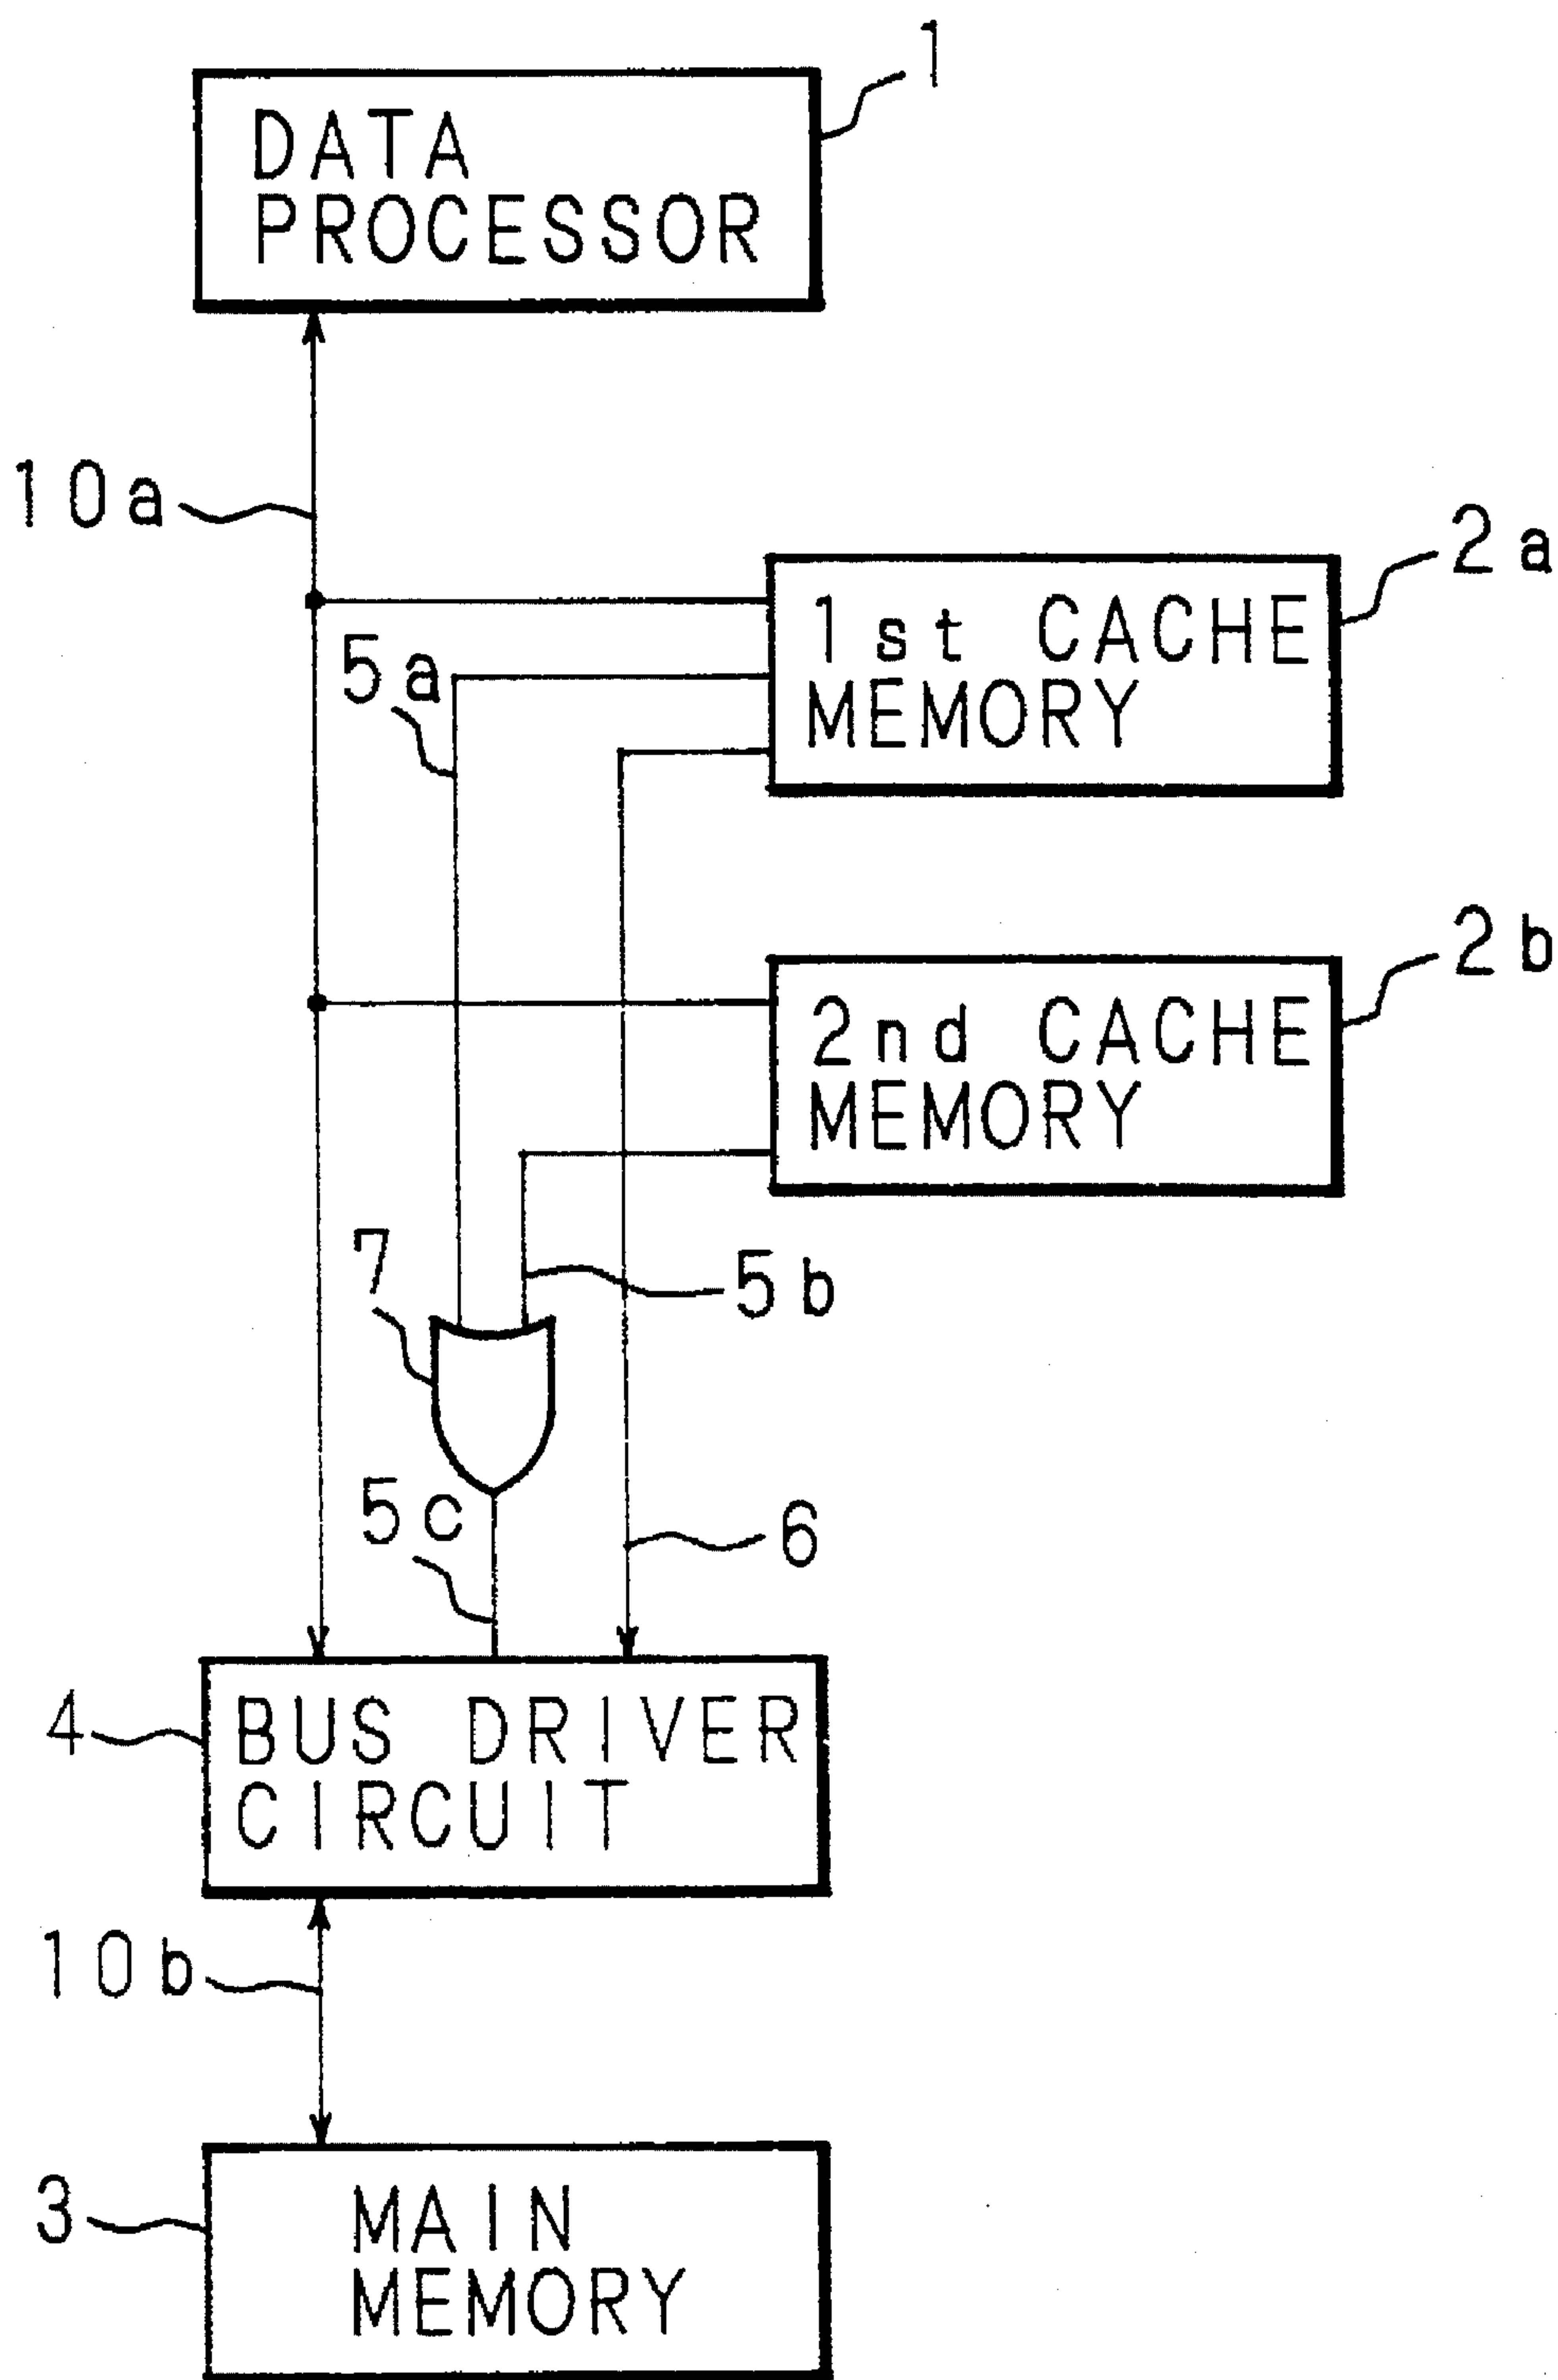 1
DATA
PROCESSOR
10a
2a
1st CACHE
MEMORY
5a
2b
2nd CACHE
MEMORY
7
5b
5c
6
4
BUS DRIVER
CIRCUIT
10b
3
MAIN
MEMORY